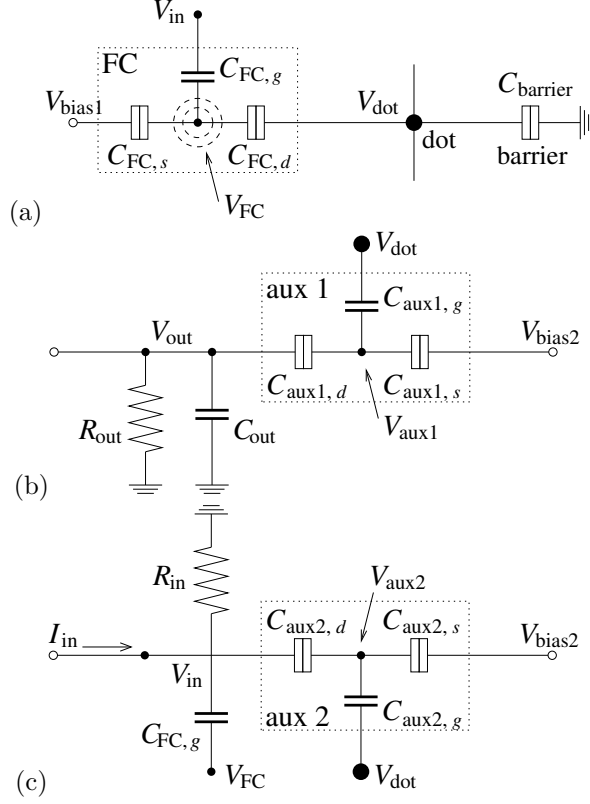 V_in
FC
C_FC, g
V_bias1
V_dot
C_barrier
dot
barrier
C_FC, s
C_FC, d
V_FC
(a)
V_dot
aux 1
C_aux1, g
V_out
V_bias2
C_aux1, d
C_aux1, s
R_out
C_out
V_aux1
(b)
R_in
V_aux2
I_in
C_aux2, d
C_aux2, s
V_bias2
V_in
C_FC, g
aux 2
C_aux2, g
V_FC
V_dot
(c)